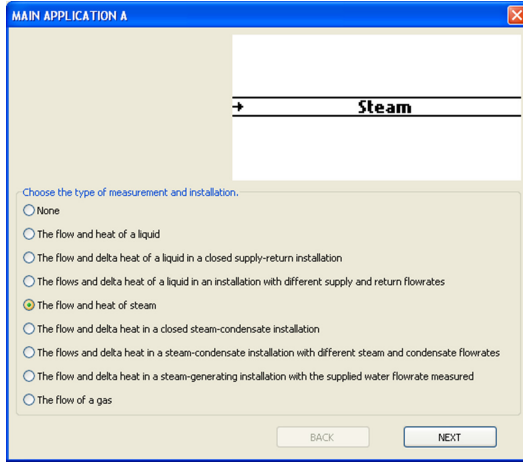 MAIN APPLICATION A
Steam
Choose the type of measurement and installation.
None
The flow and heat of a liquid
The flow and delta heat of a liquid in a closed supply-return installation
The flows and delta heat of a liquid in an installation with different supply and return flowrates
The flow and heat of steam
The flow and delta heat in a closed steam-condensate installation
The flows and delta heat in a steam-condensate installation with different steam and condensate flowrates
The flow and delta heat in a steam-generating installation with the supplied water flowrate measured
The flow of a gas
BACK NEXT